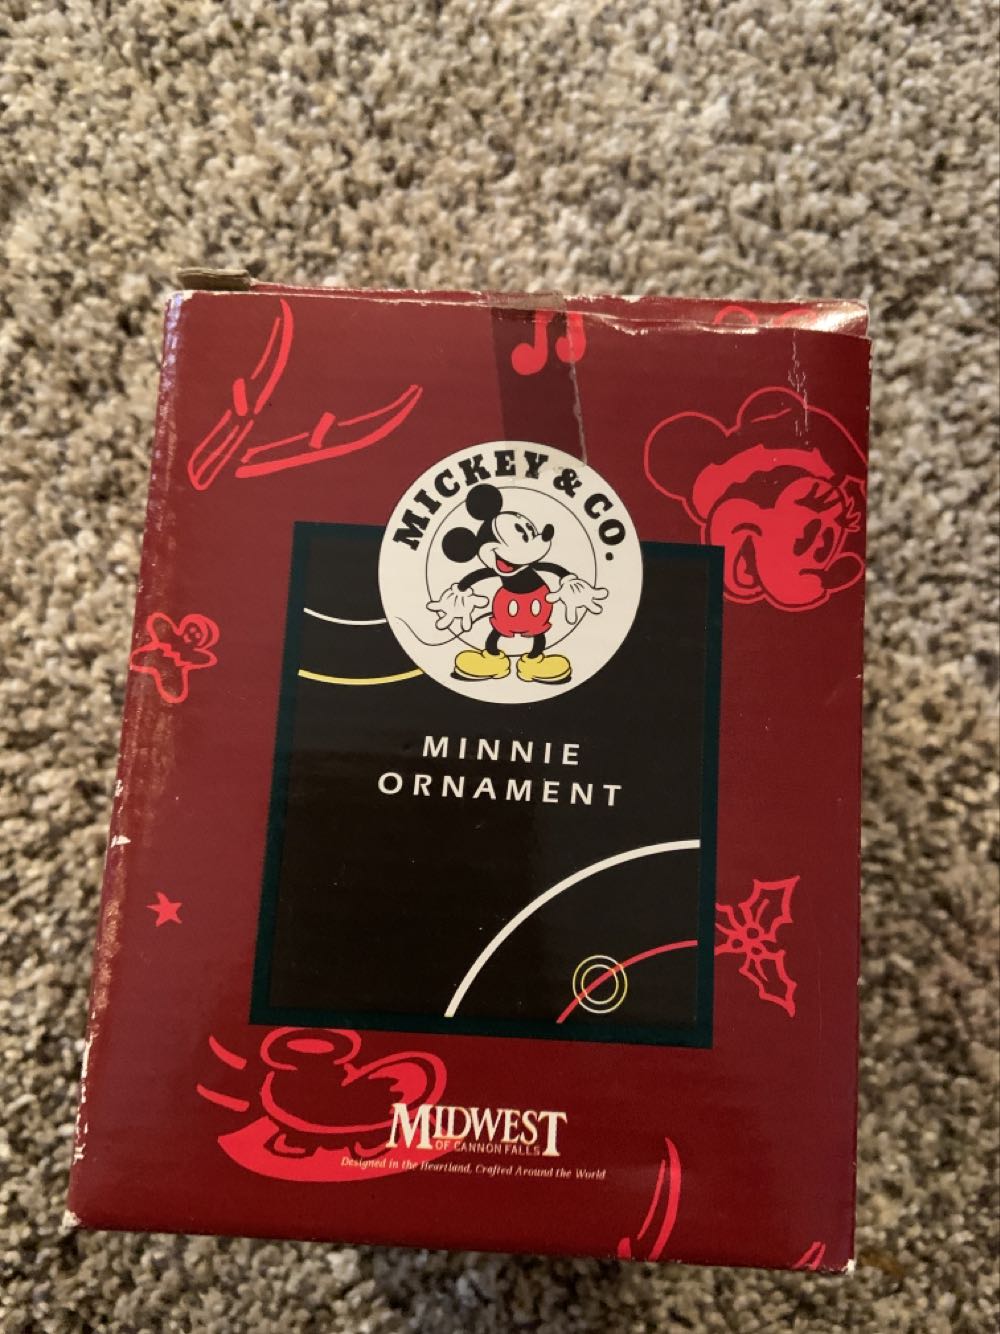 MICKEY & CO.
MINNIE
ORNAMENT
MIDWEST
OF CANNON FALLS
Designed in the Heartland, Crafted Around the World